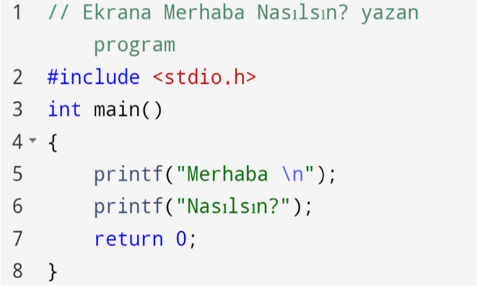 1 // Ekrana Merhaba Nasılsın? yazan
program
2 #include <stdio.h>
3 int main()
4 {
5 printf("Merhaba \n");
6 printf("Nasılsın?");
7 return 0;
8 }